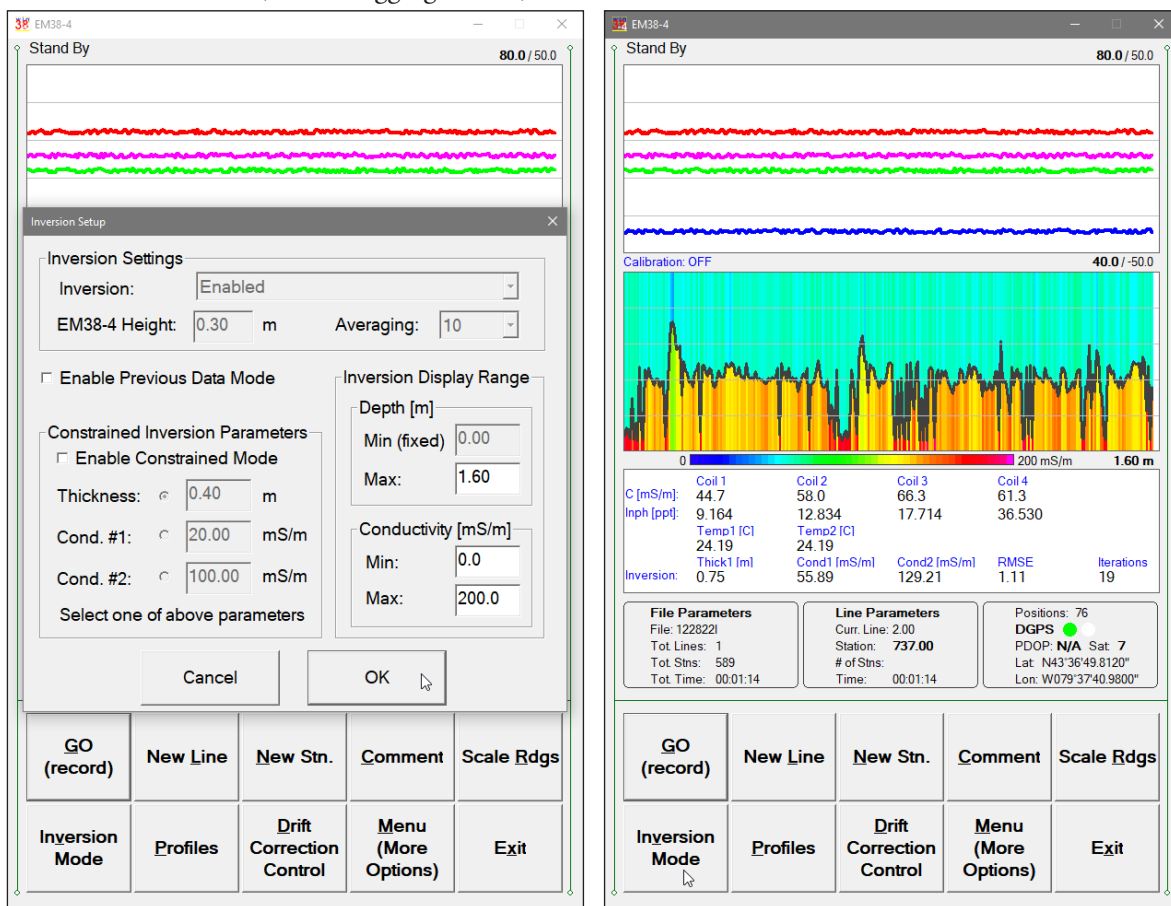 EM38-4
Stand By
80.0 / 50.0
Inversion Setup
Inversion Settings
Inversion: Enabled
EM38-4 Height: 0.30 m Averaging: 10
Enable Previous Data Mode
Inversion Display Range
Depth [m]
Min (fixed) 0.00
Max: 1.60
Constrained Inversion Parameters
Enable Constrained Mode
Thickness: 0.40 m
Cond. #1: 20.00 mS/m
Cond. #2: 100.00 mS/m
Select one of above parameters
Conductivity [mS/m]
Min: 0.0
Max: 200.0
Cancel OK
GO
(record)
New Line
New Stn.
Comment
Scale Rdgs
Inversion
Mode
Profiles
Drift
Correction
Control
Menu
(More
Options)
Exit
EM38-4
Stand By
80.0 / 50.0
Calibration: OFF
40.0 / -50.0
0 200 mS/m 1.60 m
Coil 1 Coil 2 Coil 3 Coil 4
C [mS/m]: 44.7 58.0 66.3 61.3
Inph [ppt]: 9.164 12.834 17.714 36.530
Temp1 [C] Temp2 [C]
24.19 24.19
Thick1 [m] Cond1 [mS/m] Cond2 [mS/m] RMSE Iterations
Inversion: 0.75 55.89 129.21 1.11 19
File Parameters
File: 122822I
Tot. Lines: 1
Tot. Stns: 589
Tot. Time: 00:01:14
Line Parameters
Curr. Line: 2.00
Station: 737.00
# of Stns:
Time: 00:01:14
Positions: 76
DGPS
PDOP: N/A Sat: 7
Lat: N43°36'49.8120"
Lon: W079°37'40.9800"
GO
(record)
New Line
New Stn.
Comment
Scale Rdgs
Inversion
Mode
Profiles
Drift
Correction
Control
Menu
(More
Options)
Exit